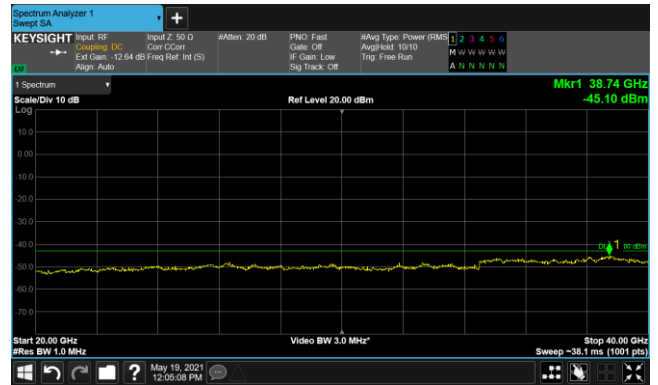 Spectrum Analyzer 1
Swept SA
KEYSIGHT
Input: RF
Coupling: DC
Ext Gain: -12.64 dB
Align: Auto
Input Z: 50 Ω
Corr CCorr
Freq Ref: Int (S)
#Atten: 20 dB
PNO: Fast
Gate: Off
IF Gain: Low
Sig Track: Off
#Avg Type: Power (RMS
Avg|Hold: 10/10
Trig: Free Run
1 2 3 4 5 6
M W W W W W
A N N N N N
1 Spectrum
Scale/Div 10 dB
Ref Level 20.00 dBm
Mkr1 38.74 GHz
-45.10 dBm
Log
10.0
0.00
-10.0
-20.0
-30.0
-40.0
-50.0
-60.0
-70.0
1
00 dBm
Start 20.00 GHz
#Res BW 1.0 MHz
Video BW 3.0 MHz*
Stop 40.00 GHz
Sweep ~38.1 ms (1001 pts)
?
May 19, 2021
12:05:08 PM